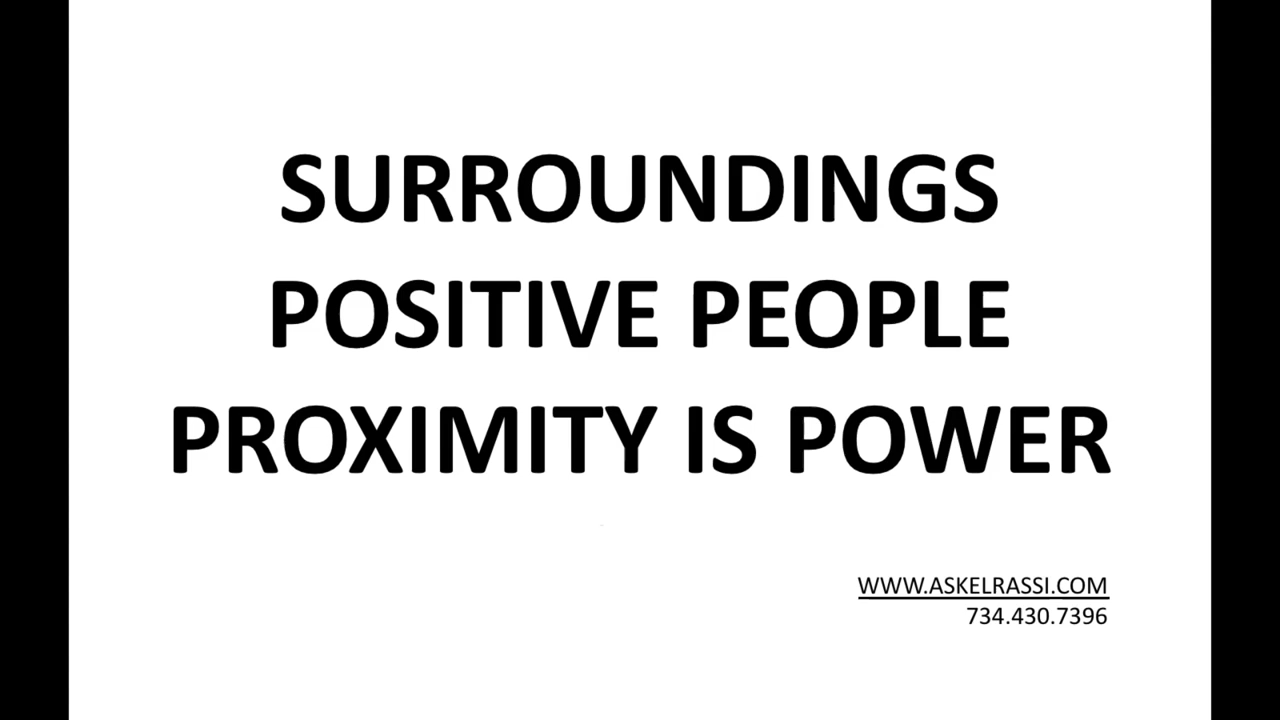 SURROUNDINGS
POSITIVE PEOPLE
PROXIMITY IS POWER
WWW.ASKELRASSI.COM
734.430.7396